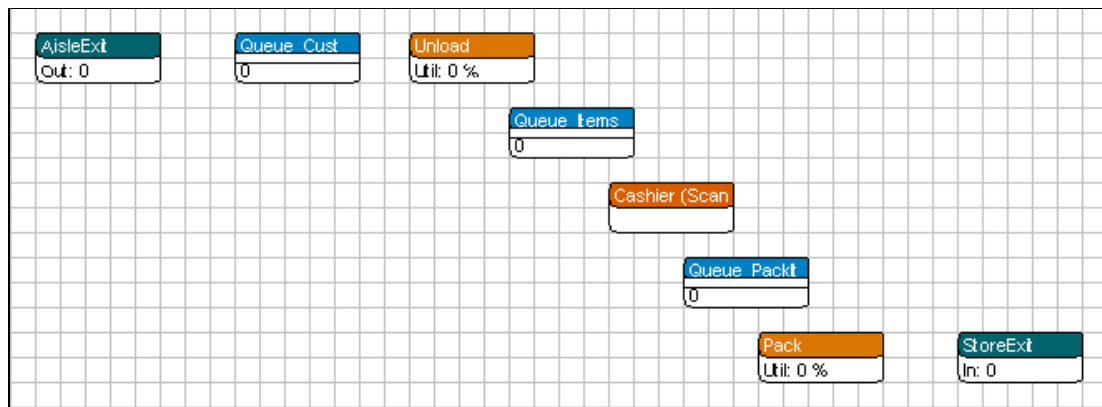 AisleExit
Out: 0
Queue_Cust
0
Unload
Util: 0 %
Queue_Items
0
Cashier (Scan
Queue_PackIt
0
Pack
Util: 0 %
StoreExit
In: 0